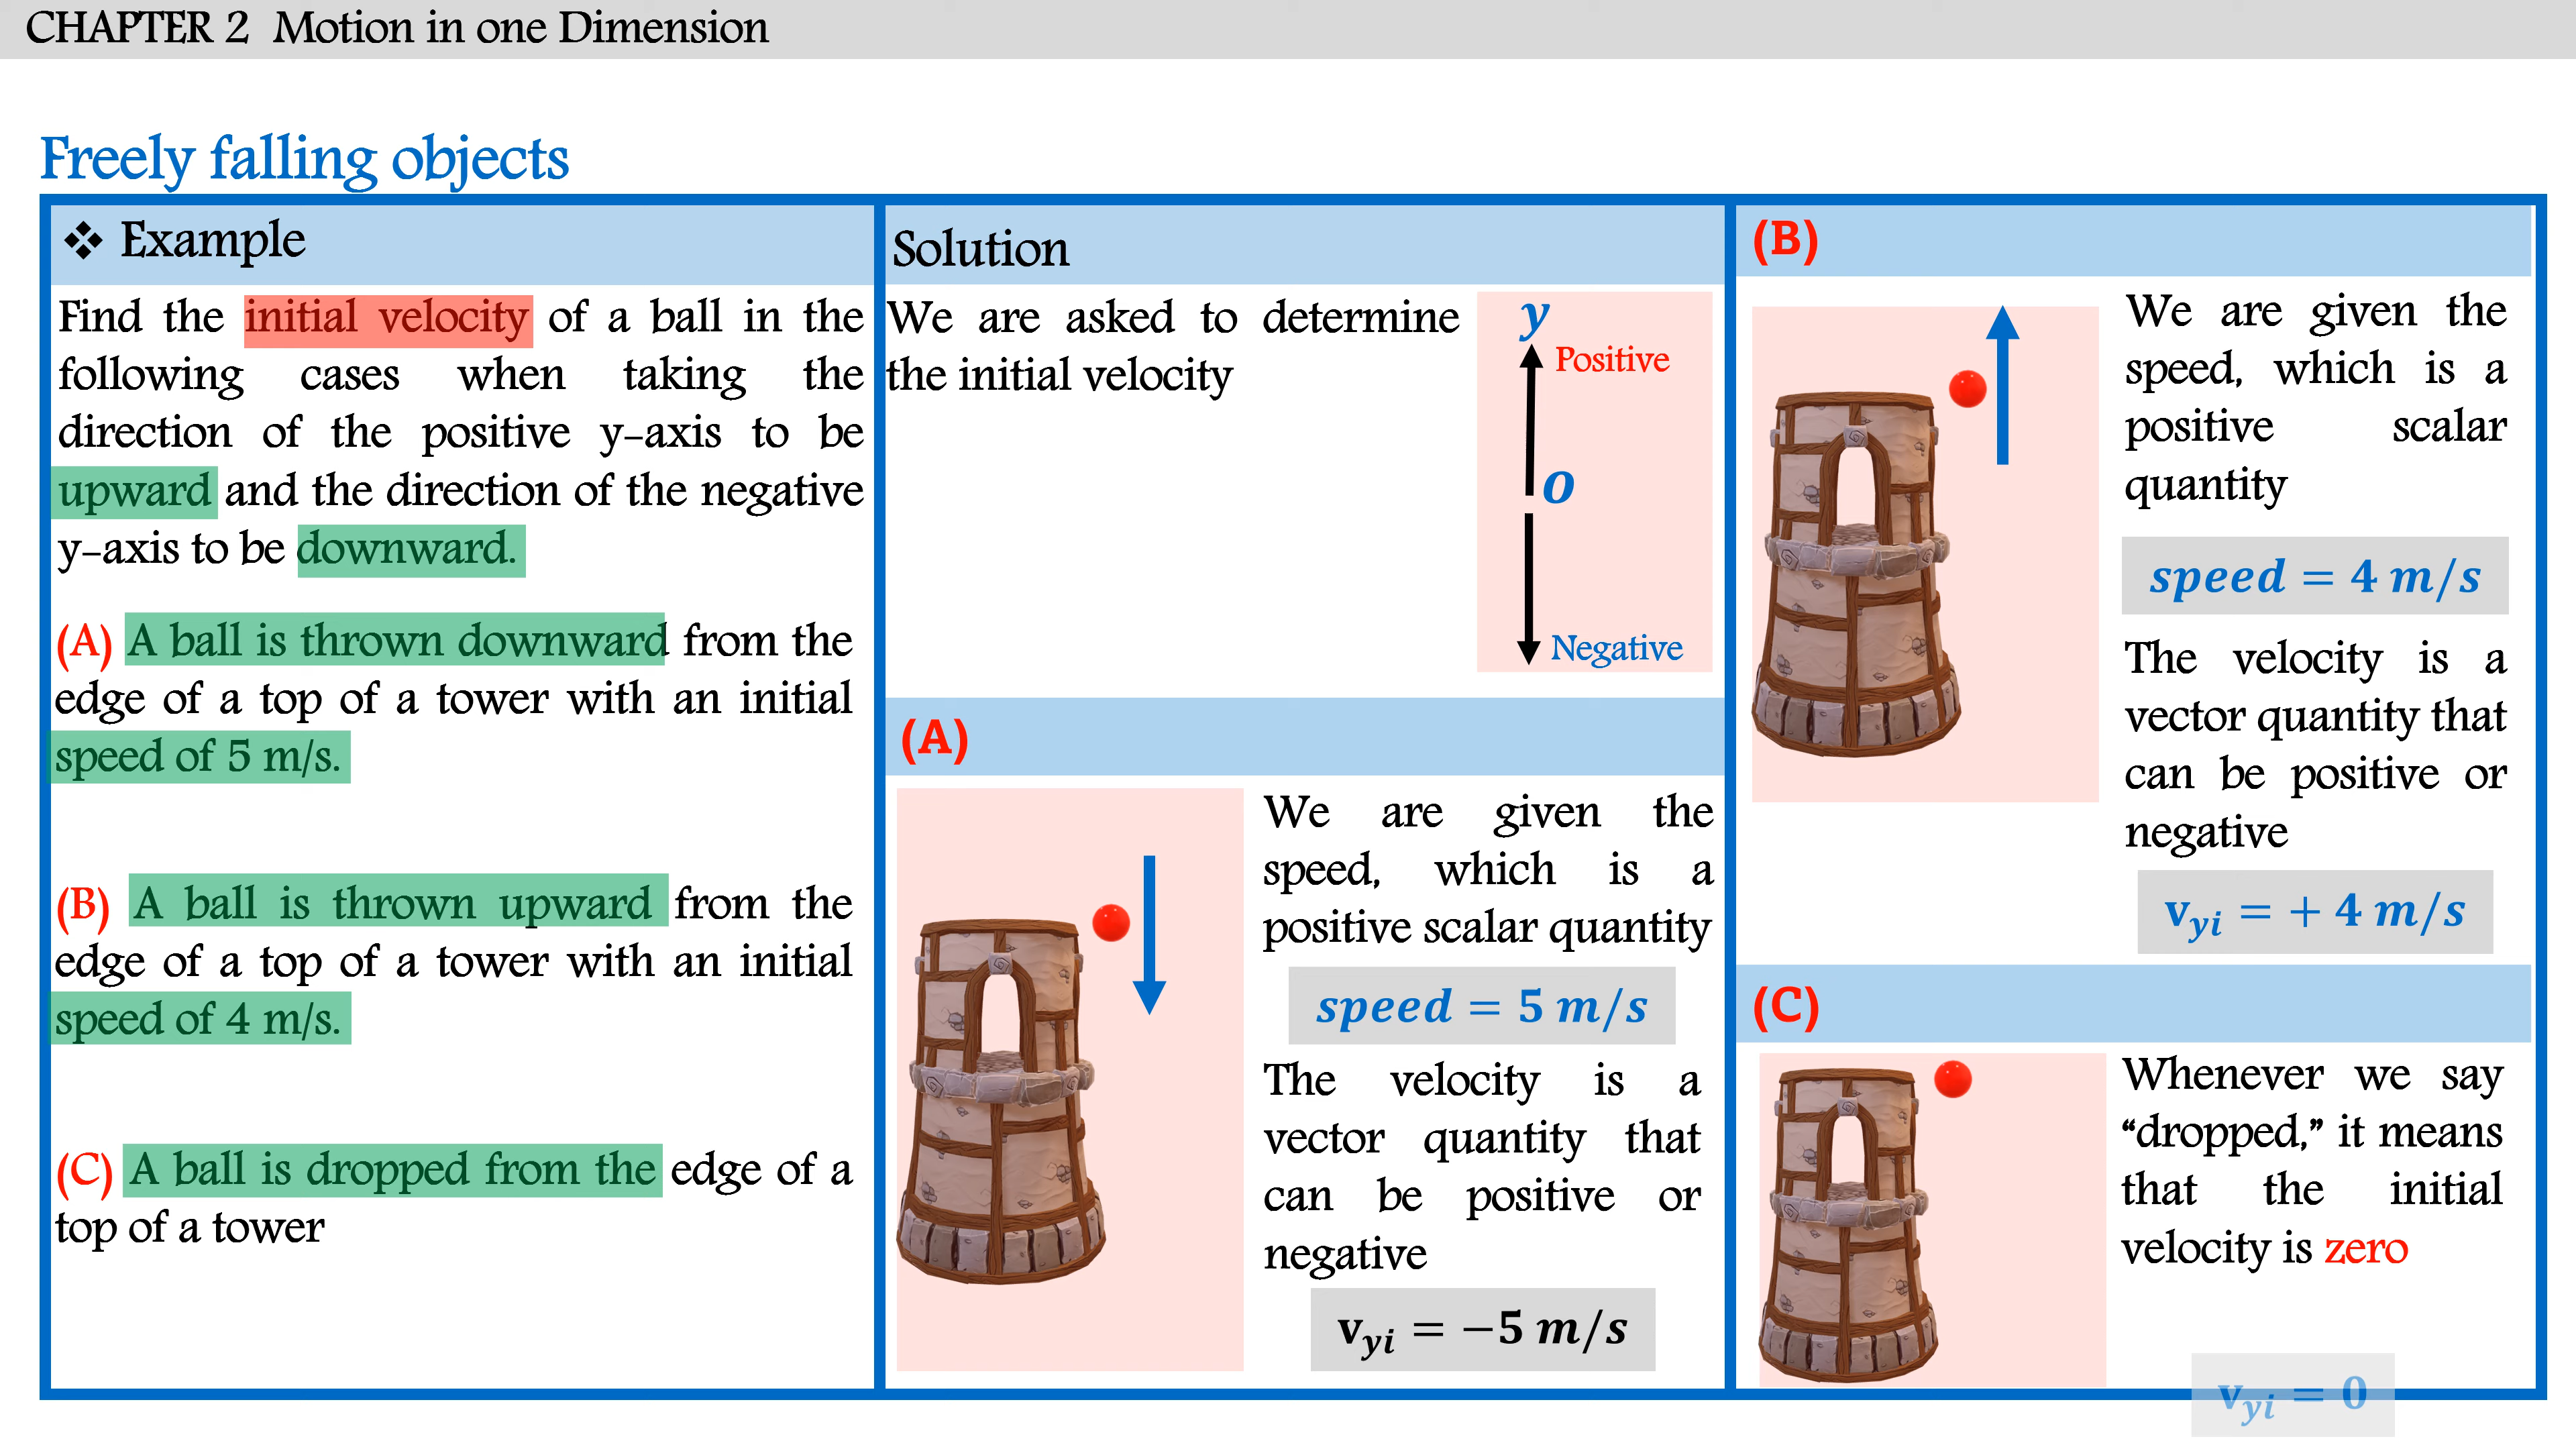 CHAPTER 2 Motion in one Dimension
Freely falling objects
❖ Example
Find the initial velocity of a ball in the
following cases when taking the
direction of the positive y-axis to be
upward and the direction of the negative
y-axis to be downward.
(A) A ball is thrown downward from the
edge of a top of a tower with an initial
speed of 5 m/s.
(B) A ball is thrown upward from the
edge of a top of a tower with an initial
speed of 4 m/s.
(C) A ball is dropped from the edge of a
top of a tower
Solution
We are asked to determine
the initial velocity
y
Positive
o
Negative
(A)
We are given the
speed, which is a
positive scalar quantity
speed = 5 m/s
The velocity is a
vector quantity that
can be positive or
negative
v_{yi} = −5 m/s
(B)
We are given the
speed, which is a
positive scalar
quantity
speed = 4 m/s
The velocity is a
vector quantity that
can be positive or
negative
v_{yi} = + 4 m/s
(C)
Whenever we say
“dropped,” it means
that the initial
velocity is zero
v_{yi} = 0